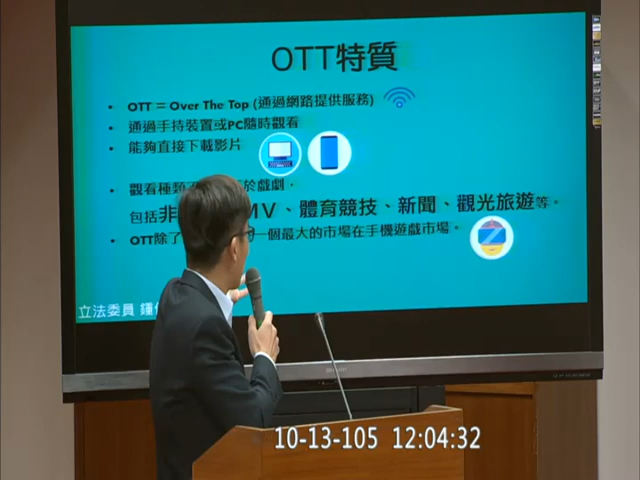 OTT特質
• OTT = Over The Top (通過網路提供服務)
• 通過手持裝置或PC隨時觀看
• 能夠直接下載影片
• 觀看種類 於戲劇，
包括非 MV、體育競技、新聞、觀光旅遊等。
• OTT除了 一個最大的市場在手機遊戲市場。
立法委員 鍾
SHARP
10-13-105 12:04:32